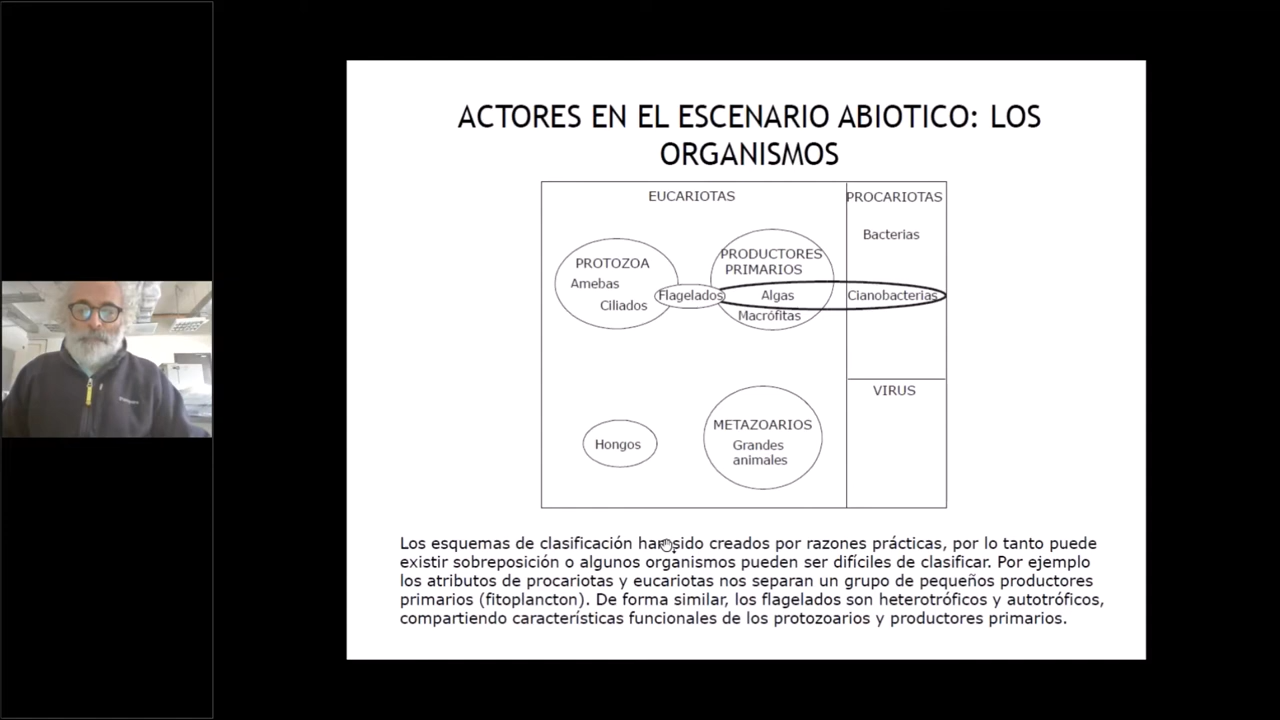 ACTORES EN EL ESCENARIO ABIOTICO: LOS
ORGANISMOS
EUCARIOTAS
PROCARIOTAS
Bacterias
PROTOZOA
Amebas
Ciliados
Flagelados
PRODUCTORES
PRIMARIOS
Algas
Macrófitas
Cianobacterias
VIRUS
METAZOARIOS
Grandes
animales
Hongos
Los esquemas de clasificación han sido creados por razones prácticas, por lo tanto puede
existir sobreposición o algunos organismos pueden ser difíciles de clasificar. Por ejemplo
los atributos de procariotas y eucariotas nos separan un grupo de pequeños productores
primarios (fitoplancton). De forma similar, los flagelados son heterotróficos y autotróficos,
compartiendo características funcionales de los protozoarios y productores primarios.